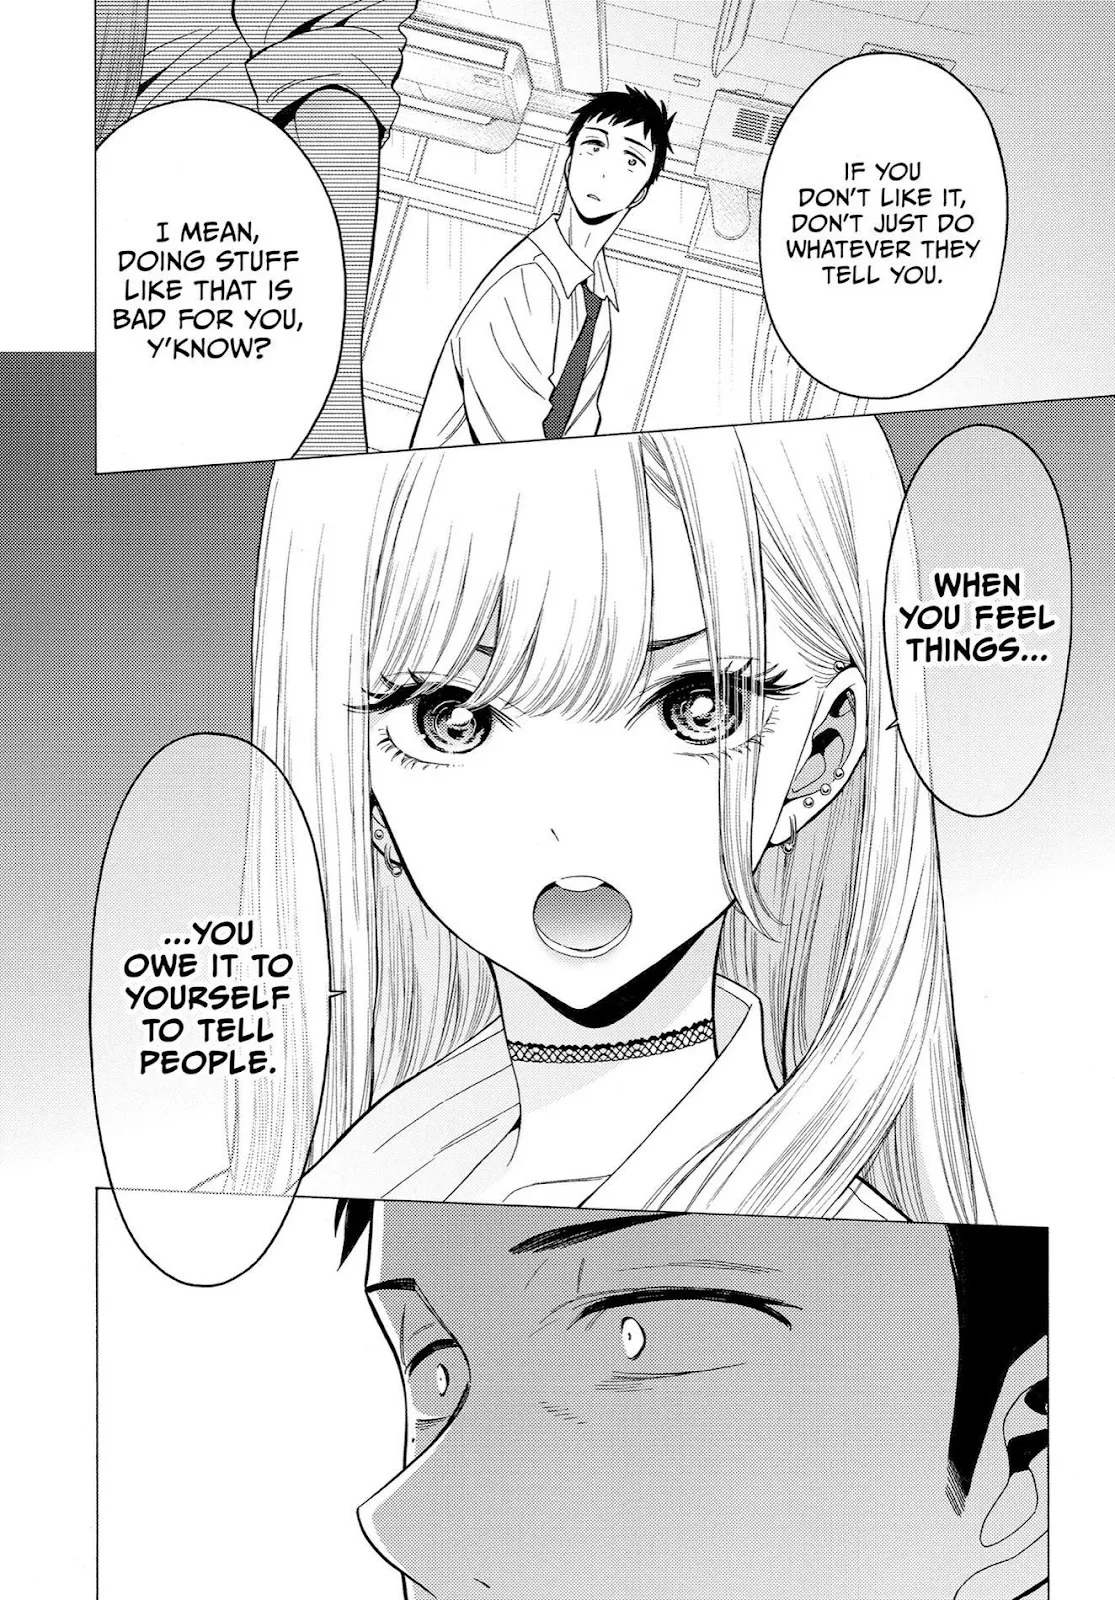 IF YOU
DON'T LIKE IT,
DON'T JUST DO
WHATEVER THEY
TELL YOU.
I MEAN,
DOING STUFF
LIKE THAT IS
BAD FOR YOU,
Y'KNOW?
WHEN
YOU FEEL
THINGS...
...YOU
OWE IT TO
YOURSELF
TO TELL
PEOPLE.